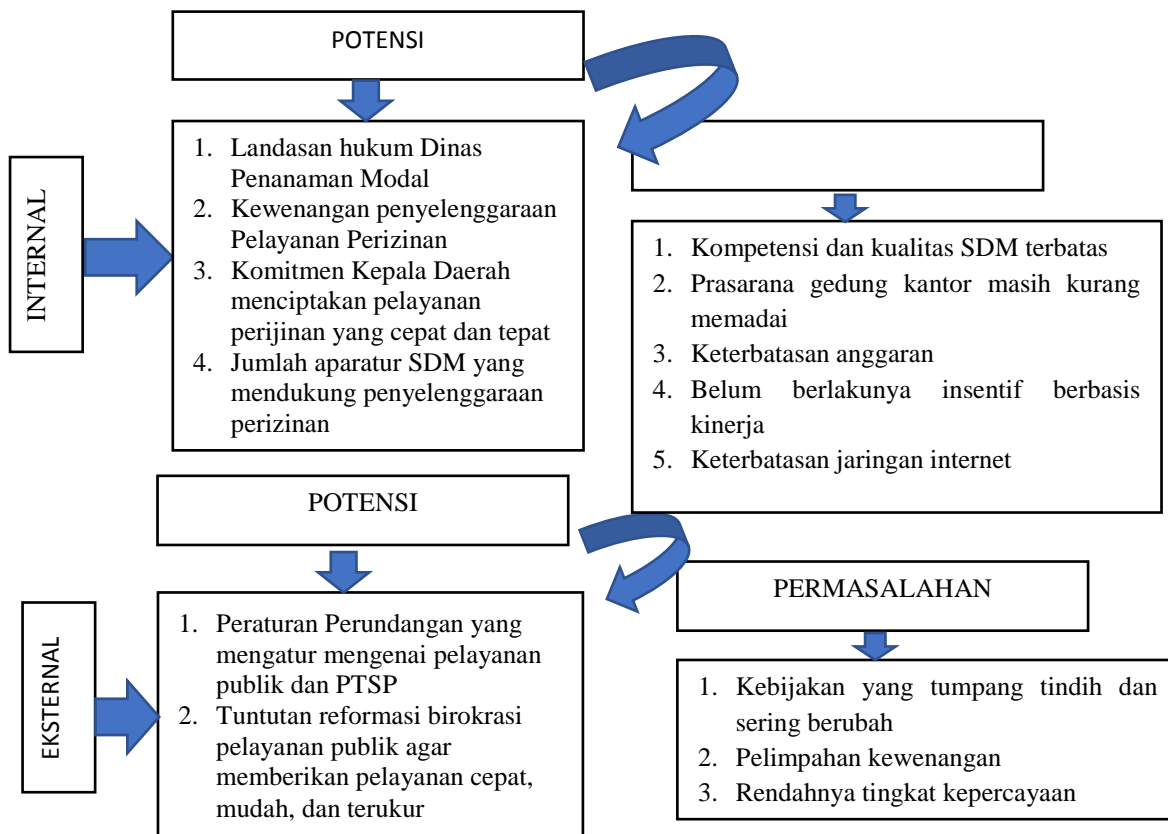 POTENSI
INTERNAL
1. Landasan hukum Dinas
Penanaman Modal
2. Kewenangan penyelenggaraan
Pelayanan Perizinan
3. Komitmen Kepala Daerah
menciptakan pelayanan
perijinan yang cepat dan tepat
4. Jumlah aparatur SDM yang
mendukung penyelenggaraan
perizinan
1. Kompetensi dan kualitas SDM terbatas
2. Prasarana gedung kantor masih kurang
memadai
3. Keterbatasan anggaran
4. Belum berlakunya insentif berbasis
kinerja
5. Keterbatasan jaringan internet
POTENSI
EKSTERNAL
1. Peraturan Perundangan yang
mengatur mengenai pelayanan
publik dan PTSP
2. Tuntutan reformasi birokrasi
pelayanan publik agar
memberikan pelayanan cepat,
mudah, dan terukur
PERMASALAHAN
1. Kebijakan yang tumpang tindih dan
sering berubah
2. Pelimpahan kewenangan
3. Rendahnya tingkat kepercayaan